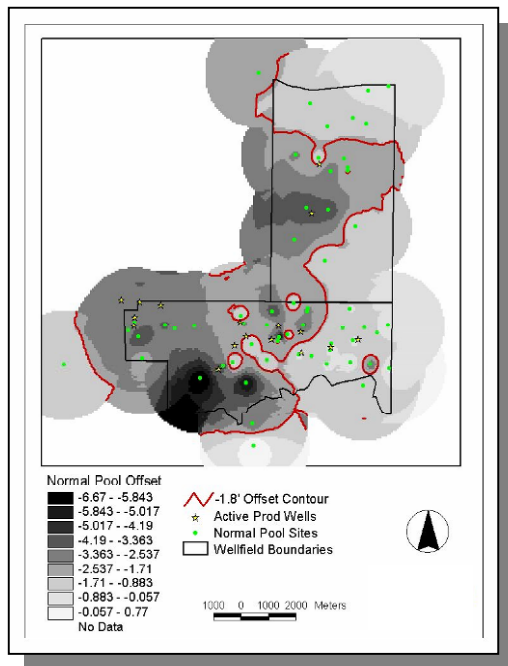 Normal Pool Offset
-6.67 - -5.843
-5.843 - -5.017
-5.017 - -4.19
-4.19 - -3.363
-3.363 - -2.537
-2.537 - -1.71
-1.71 - -0.883
-0.883 - -0.057
-0.057 - 0.77
No Data
-1.8' Offset Contour
Active Prod Wells
Normal Pool Sites
Wellfield Boundaries
1000 0 1000 2000 Meters